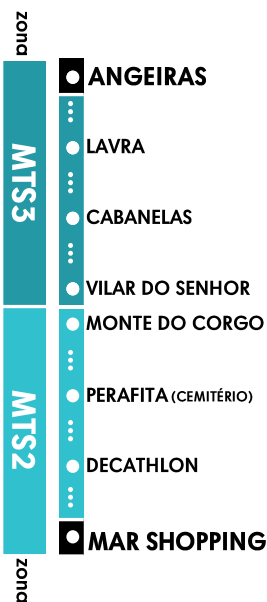 zona
ANGEIRAS
MTS3
LAVRA
CABANELAS
VILAR DO SENHOR
MONTE DO CORGO
MTS2
PERAFITA (CEMITÉRIO)
DECATHLON
MAR SHOPPING
zona